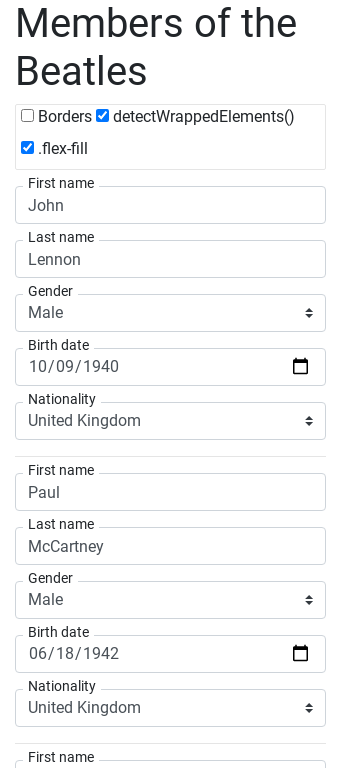 Members of the
Beatles
Borders detectWrappedElements()
.flex-fill
First name
John
Last name
Lennon
Gender
Male
Birth date
10/09/1940
Nationality
United Kingdom
First name
Paul
Last name
McCartney
Gender
Male
Birth date
06/18/1942
Nationality
United Kingdom
First name